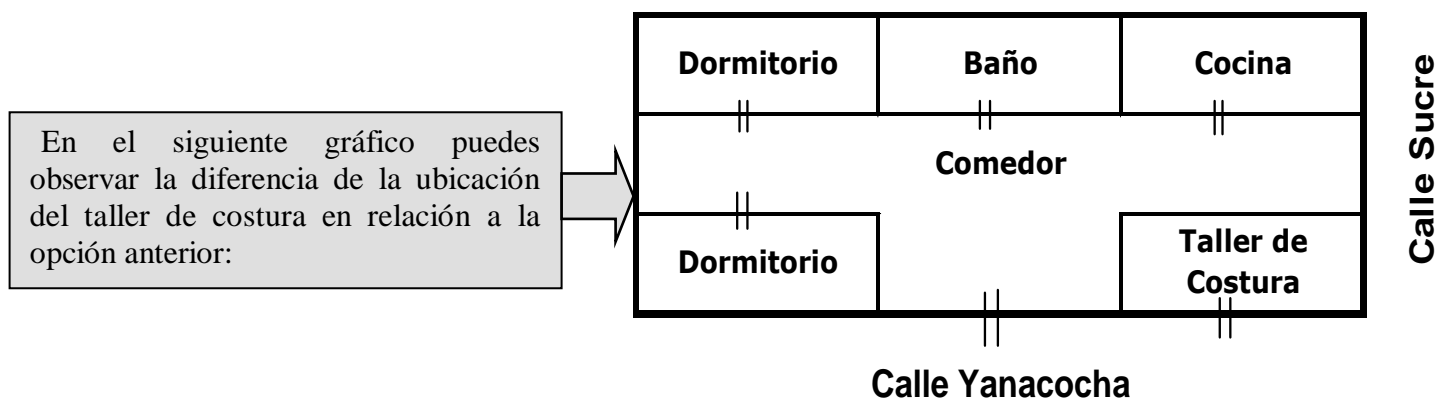 En el siguiente gráfico puedes
observar la diferencia de la ubicación
del taller de costura en relación a la
opción anterior:
Dormitorio
Baño
Cocina
Comedor
Dormitorio
Taller de
Costura
Calle Sucre
Calle Yanacocha